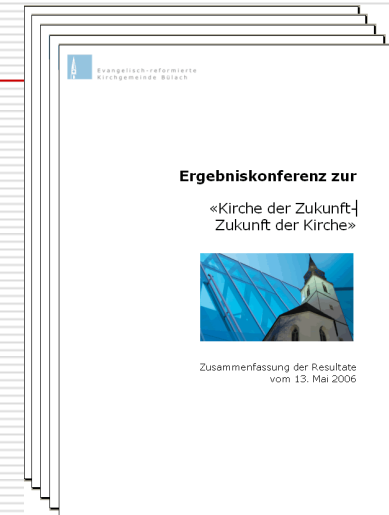 Evangelisch-reformierte
Kirchgemeinde Bülach
Ergebniskonferenz zur
«Kirche der Zukunft-
Zukunft der Kirche»
Zusammenfassung der Resultate
vom 13. Mai 2006